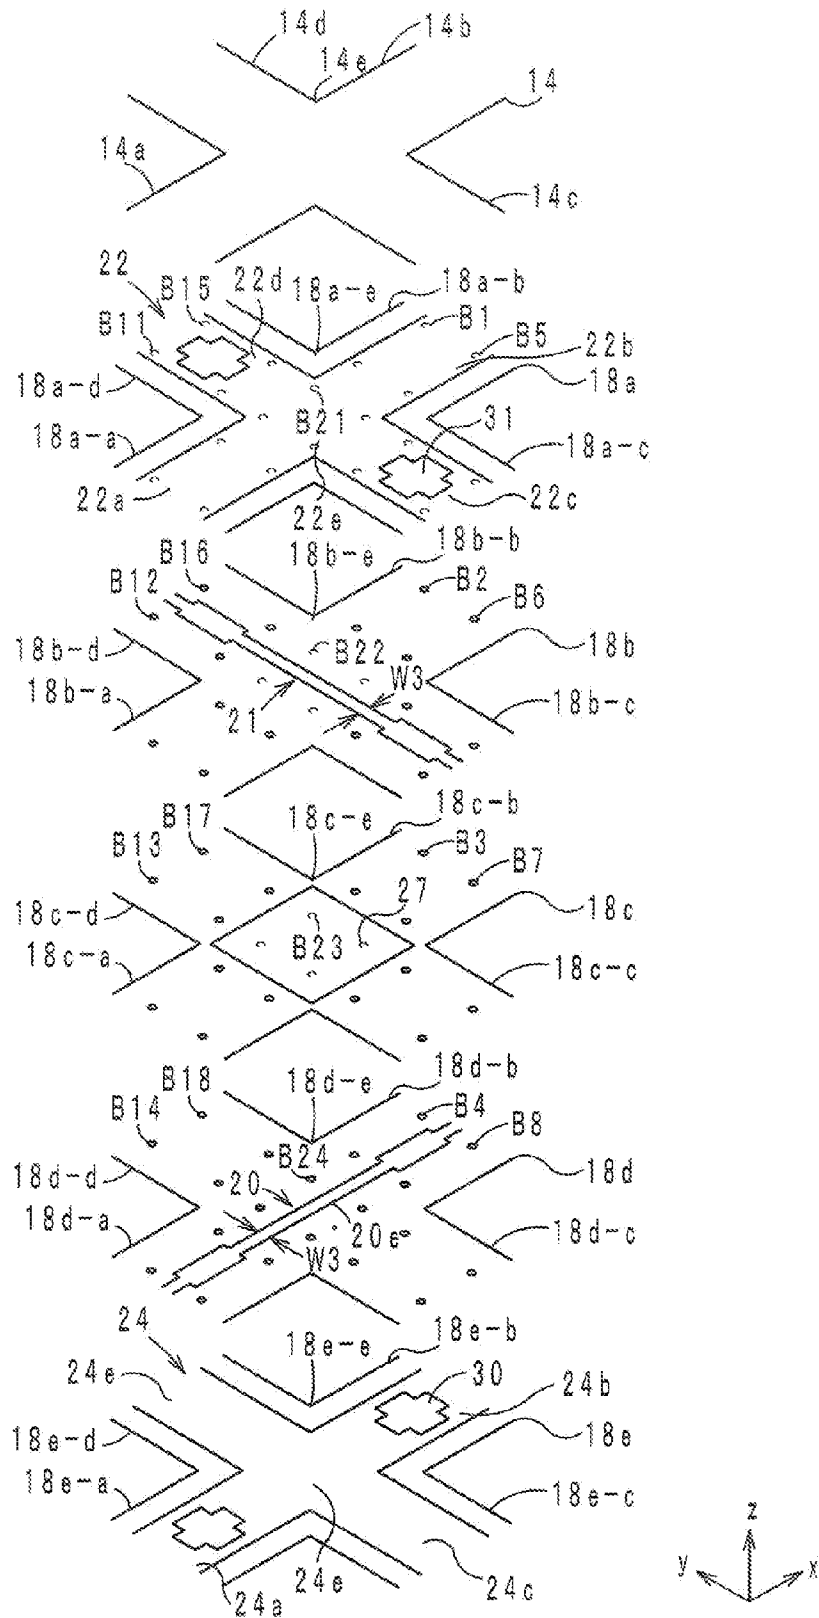 14d
14b
14e
14
14a
14c
22
B15
22d
18a-e
18a-b
B11
B1
B5
22b
18a-d
18a
B21
31
18a-a
18a-c
22a
22e
22c
B16
18b-e
18b-b
B12
B2
B6
18b-d
18b
B22
W3
18b-a
21
18b-c
B17
18c-e
18c-b
B13
B3
B7
27
18c-d
18c
B23
18c-a
18c-c
B18
18d-e
18d-b
B14
B4
B8
B24
18d-d
20
18d
18d-a
20e
18d-c
W3
24
18e-e
18e-b
24e
30
24b
18e-d
18e
18e-a
18e-c
z
y
x
24a
24e
24c